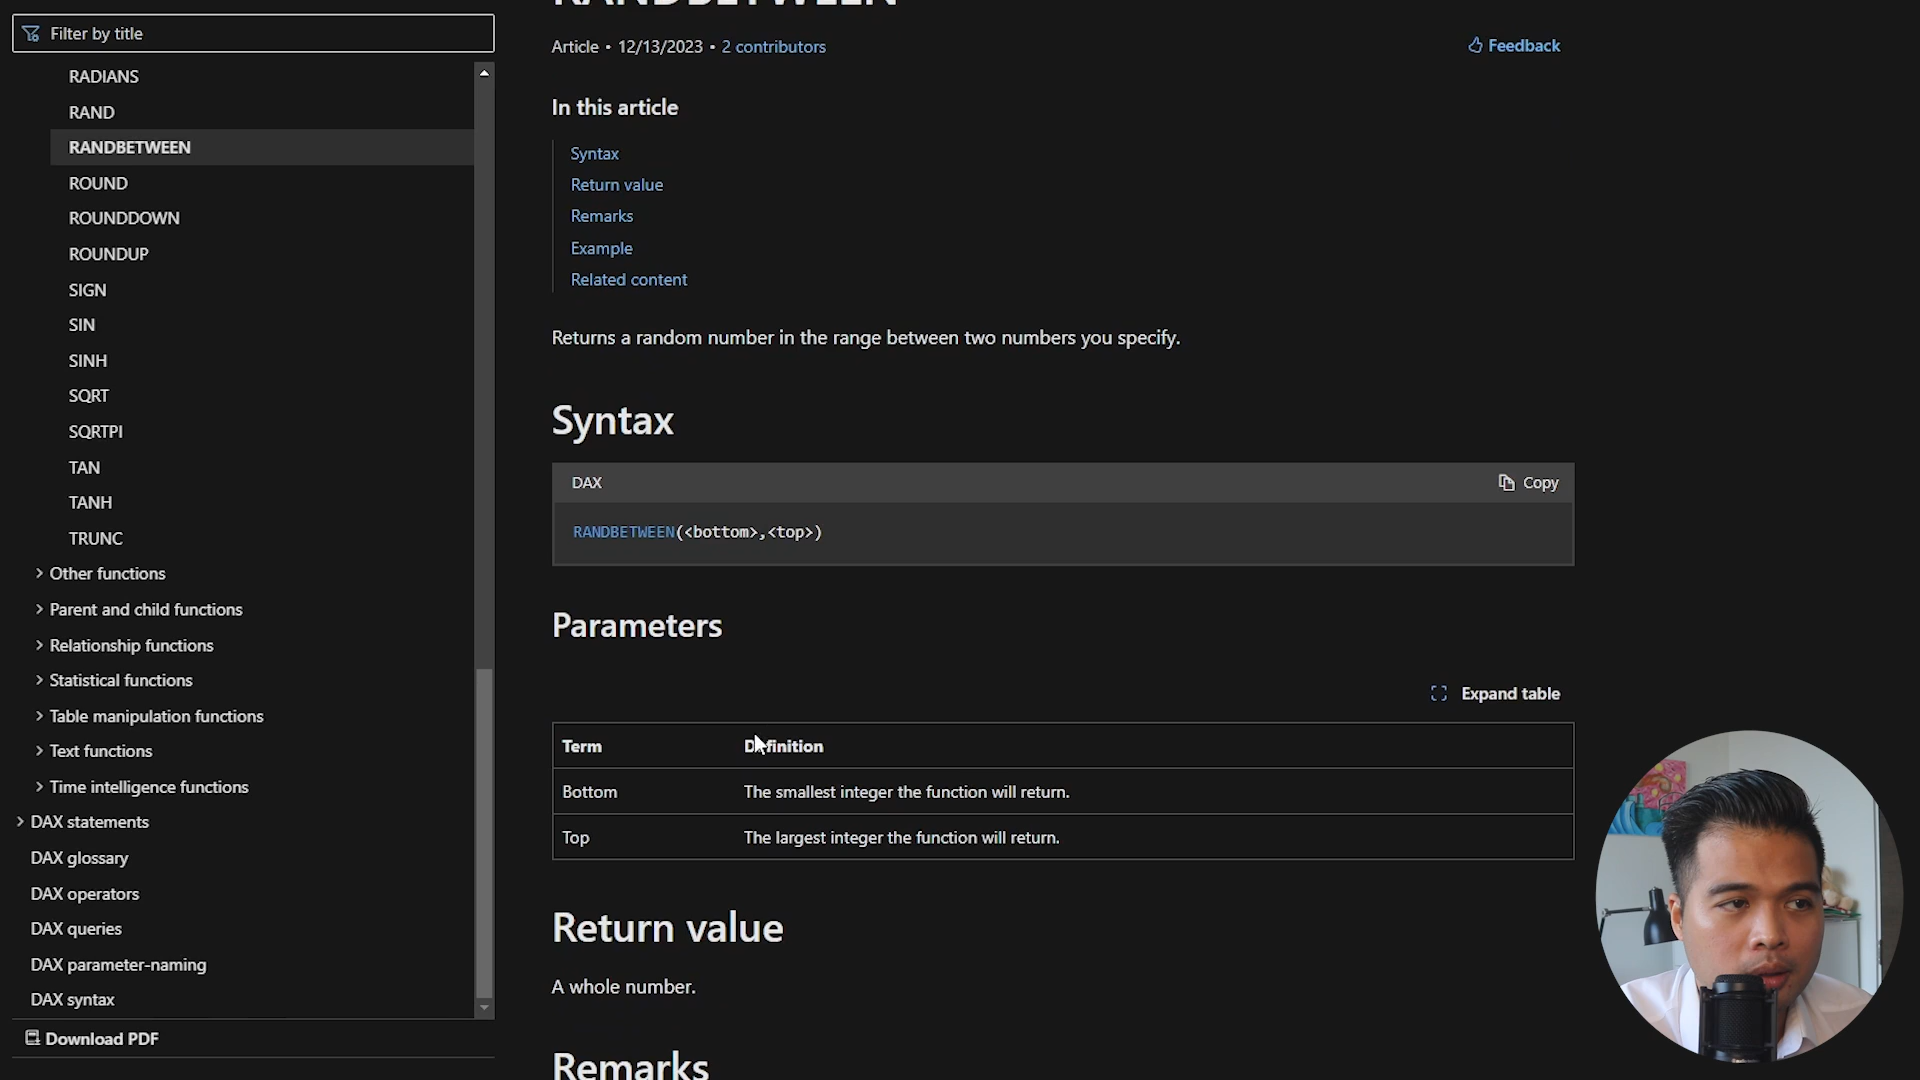 Filter by title
RADIANS
RAND
RANDBETWEEN
ROUND
ROUNDDOWN
ROUNDUP
SIGN
SIN
SINH
SQRT
SQRTPI
TAN
TANH
TRUNC
Other functions
Parent and child functions
Relationship functions
Statistical functions
Table manipulation functions
Text functions
Time intelligence functions
DAX statements
DAX glossary
DAX operators
DAX queries
DAX parameter-naming
DAX syntax
Download PDF
RANDBETWEEN
Article • 12/13/2023 • 2 contributors
Feedback
In this article
Syntax
Return value
Remarks
Example
Related content
Returns a random number in the range between two numbers you specify.
Syntax
DAX
Copy
RANDBETWEEN(<bottom>,<top>)
Parameters
Expand table
Term Definition
Bottom The smallest integer the function will return.
Top The largest integer the function will return.
Return value
A whole number.
Remarks